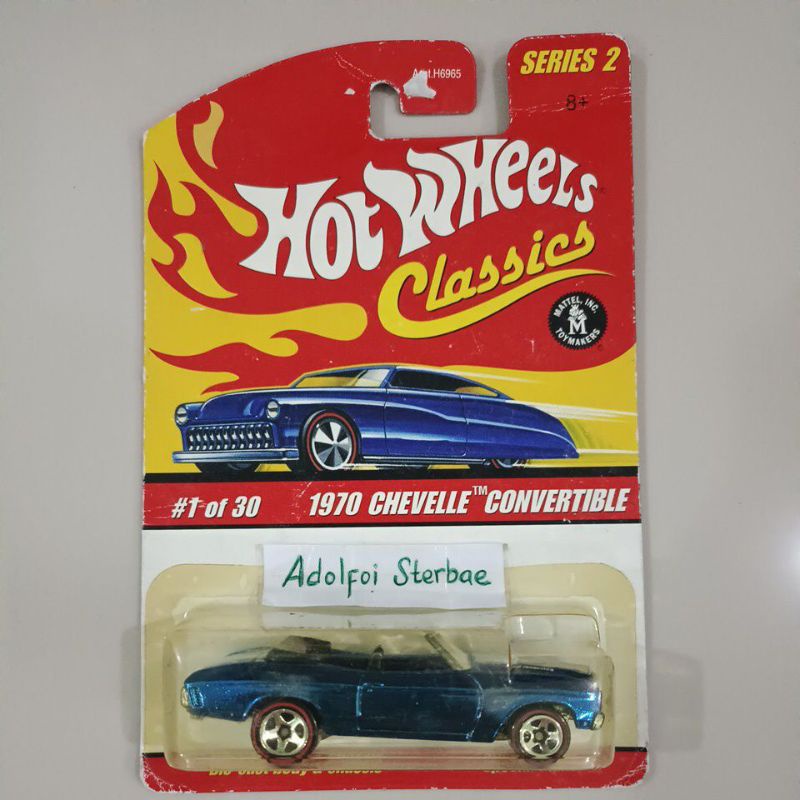 SERIES 2
8+
HOT WHEELS
Classics
MATTEL, INC.
M
TOYMAKERS
#1 of 30 1970 CHEVELLE™ CONVERTIBLE
Adolfoi Sterbae